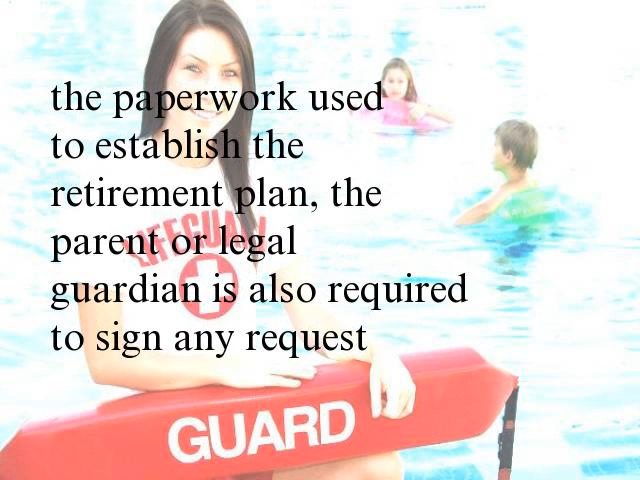 the paperwork used
to establish the
retirement plan, the
parent or legal
guardian is also required
to sign any request
LIFEGUARD
GUARD